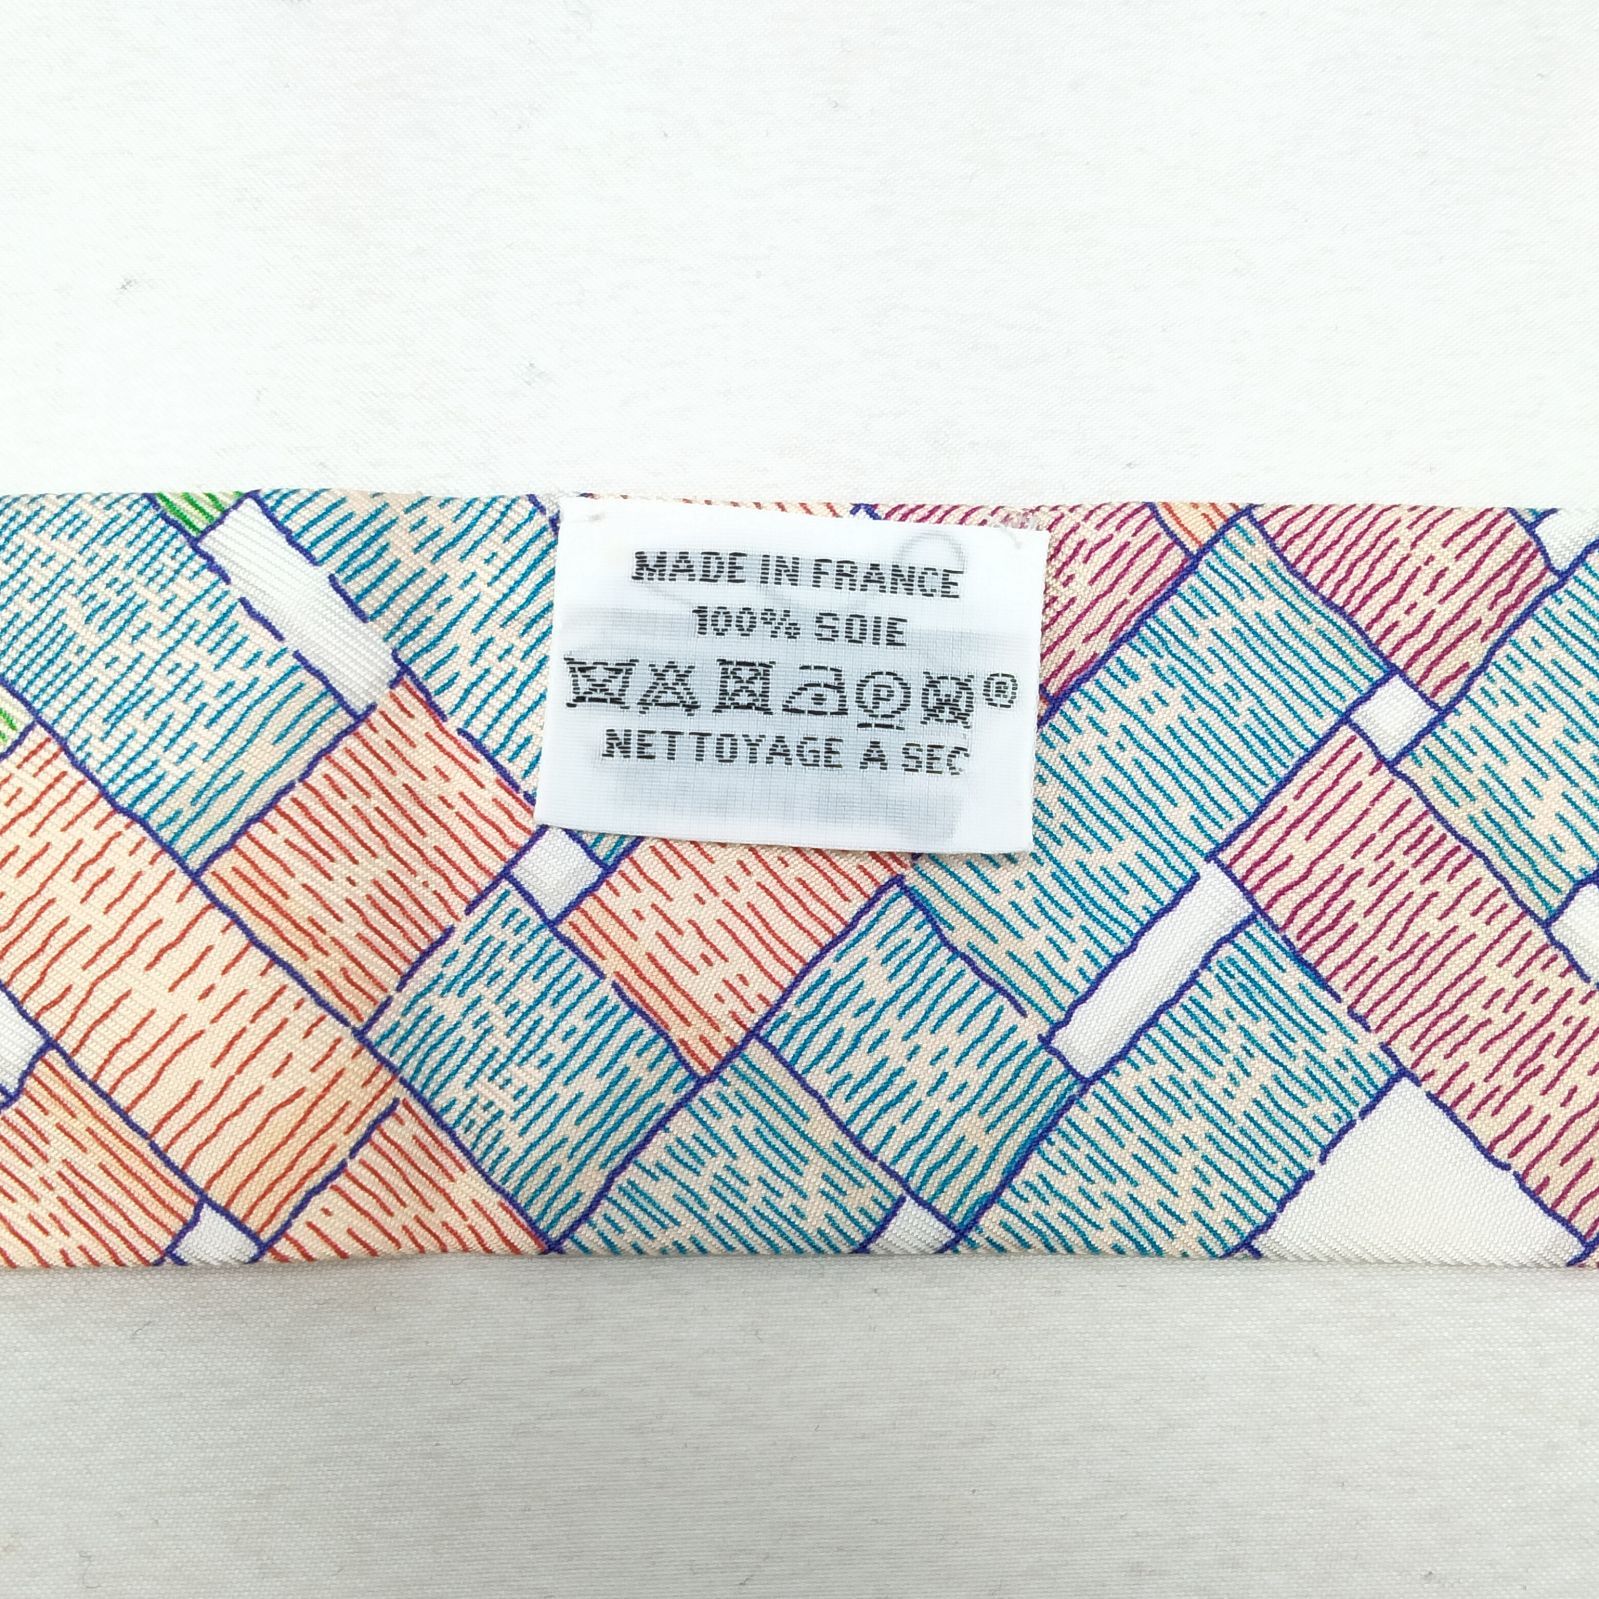 MADE IN FRANCE
100% SOIE
P ®
NETTOYAGE A SEC